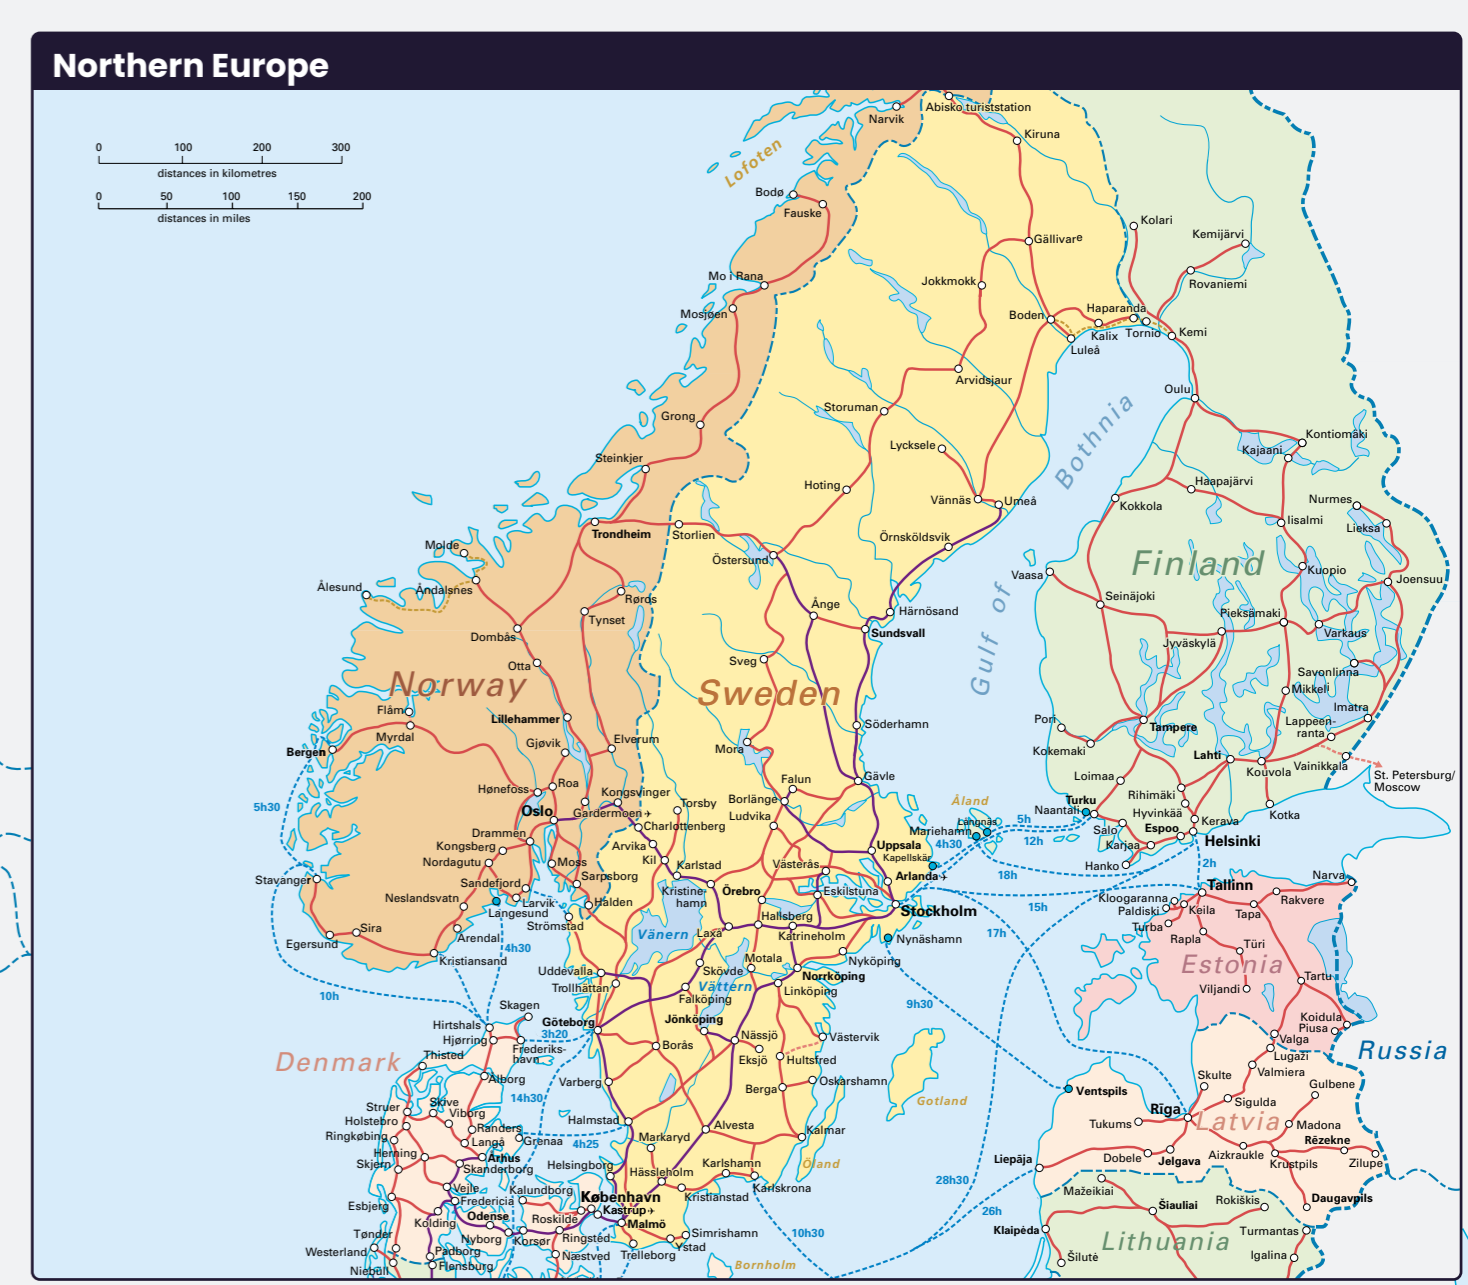 Northern Europe
0 100 200 300
distances in kilometres
0 50 100 150 200
distances in miles
Lofoten
Narvik
Abisko turiststation
Kiruna
Bodø
Fauske
Kolari
Kemijärvi
Gällivare
Mo i Rana
Jokkmokk
Rovaniemi
Mosjøen
Boden
Haparanda
Kalix
Tornio
Kemi
Luleå
Arvidsjaur
Oulu
Storuman
Grong
Lycksele
Gulf of Bothnia
Kontiomäki
Kajaani
Steinkjer
Hoting
Vännäs
Umeå
Kokkola
Haapajärvi
Nurmes
Iisalmi
Lieksa
Trondheim
Storlien
Örnsköldsvik
Molde
Östersund
Finland
Vaasa
Kuopio
Joensuu
Ålesund
Åndalsnes
Røros
Tynset
Ånge
Härnösand
Seinäjoki
Pieksämaki
Dombås
Sundsvall
Jyväskylä
Varkaus
Otta
Sveg
Savonlinna
Norway
Sweden
Mikkeli
Flåm
Myrdal
Lillehammer
Söderhamn
Pori
Tampere
Imatra
Lappeen-
ranta
Bergen
Gjøvik
Elverum
Mora
Kokemaki
Lahti
Kouvola
Vainikkala
St. Petersburg/
Moscow
Hønefoss
Roa
Kongsvinger
Falun
Gävle
Loimaa
Rihimäki
5h30
Oslo
Gardermoen
Torsby
Borlänge
Ludvika
Åland
Långnäs
Mariehamn
5h
Turku
Naantali
Hyvinkää
Kerava
Kotka
Drammen
Charlottenberg
Kongsberg
Arvika
Kil
Uppsala
4h30
Kapellskär
12h
Salo
Espoo
Karjaa
Helsinki
Nordagutu
Moss
Karlstad
Västerås
Arlanda
18h
Hanko
2h
Stavanger
Sandefjord
Sarpsborg
Kristine-
hamn
Örebro
Eskilstuna
Tallinn
Narva
Neslandsvatn
Larvik
Langesund
Halden
Hallsberg
Stockholm
15h
Kloogaranna
Paldiski
Keila
Tapa
Rakvere
Egersund
Sira
Arendal
Strömstad
Vänern
Laxå
Katrineholm
Nynäshamn
17h
Turba
Rapla
Türi
Kristiansand
4h30
Uddevalla
Motala
Nyköping
Estonia
Trollhättan
Skövde
Vättern
Norrköping
Linköping
Viljandi
Tartu
10h
Skagen
Falköping
9h30
Hirtshals
Hjørring
Göteborg
3h20
Jönköping
Koidula
Piusa
Frederiks-
havn
Borås
Nässjö
Eksjö
Västervik
Valga
Lugaži
Russia
Denmark
Thisted
Hultsfred
Valmiera
Ålborg
Varberg
Berga
Oskarshamn
Skulte
Gulbene
14h30
Gotland
Ventspils
Struer
Skive
Viborg
Holstebro
Ringkøbing
Randers
Langå
Grenaa
Halmstad
4h25
Riga
Sigulda
Tukums
Latvia
Madona
Alvesta
Kalmar
Markaryd
Rēzekne
Herning
Skjern
Århus
Skanderborg
Helsingborg
Hässleholm
Karlshamn
Öland
Liepāja
Dobele
Jelgava
Aizkraukle
Krustpils
Zilupe
Vejle
Kalundborg
København
Kristianstad
Karlskrona
28h30
Mažeikiai
Esbjerg
Fredericia
Kastrup
26h
Šiauliai
Rokiškis
Daugavpils
Kolding
Odense
Roskilde
Malmö
10h30
Klaipėda
Tønder
Nyborg
Korsør
Ringsted
Simrishamn
Lithuania
Turmantas
Westerland
Padborg
Næstved
Trelleborg
Ystad
Šilutė
Igalina
Niebüll
Flensburg
Bornholm